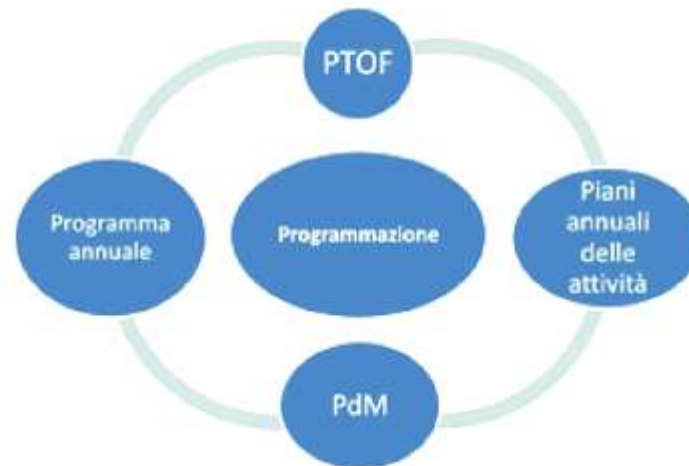 PTOF
Programma
annuale
Programmazione
Piani
annuali
delle
attività
PdM